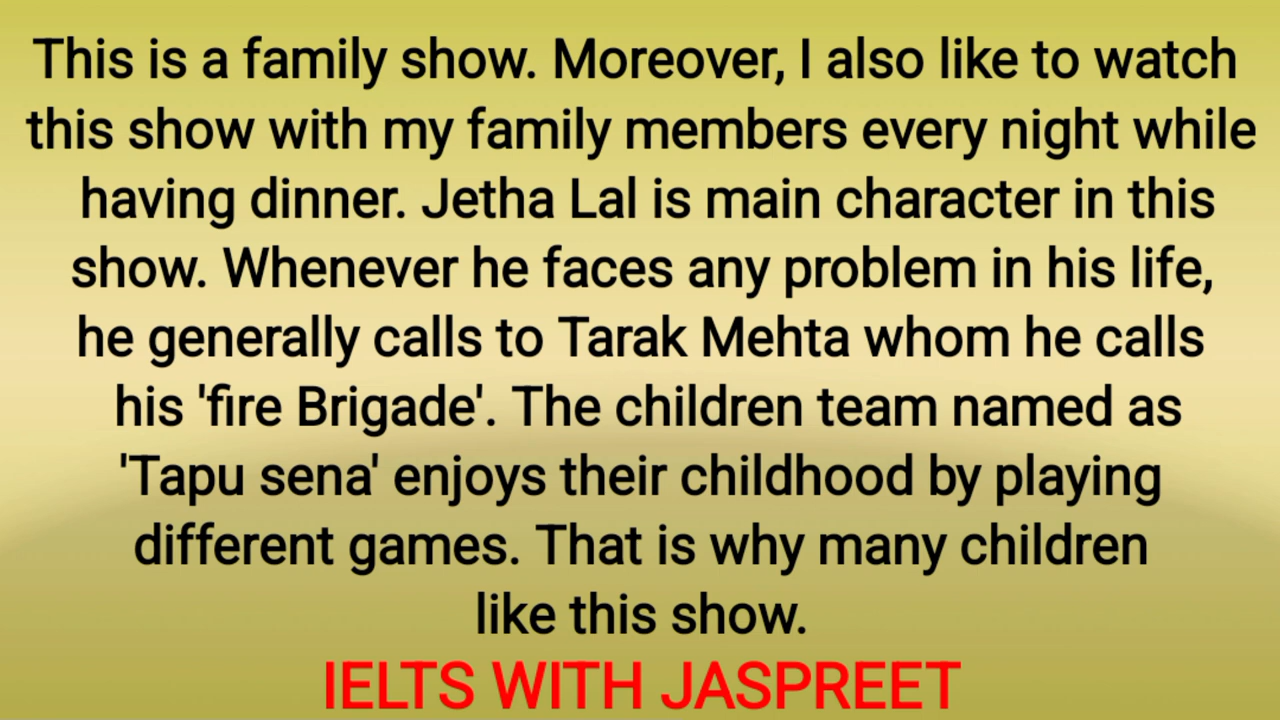 This is a family show. Moreover, I also like to watch
this show with my family members every night while
having dinner. Jetha Lal is main character in this
show. Whenever he faces any problem in his life,
he generally calls to Tarak Mehta whom he calls
his 'fire Brigade'. The children team named as
'Tapu sena' enjoys their childhood by playing
different games. That is why many children
like this show.
IELTS WITH JASPREET